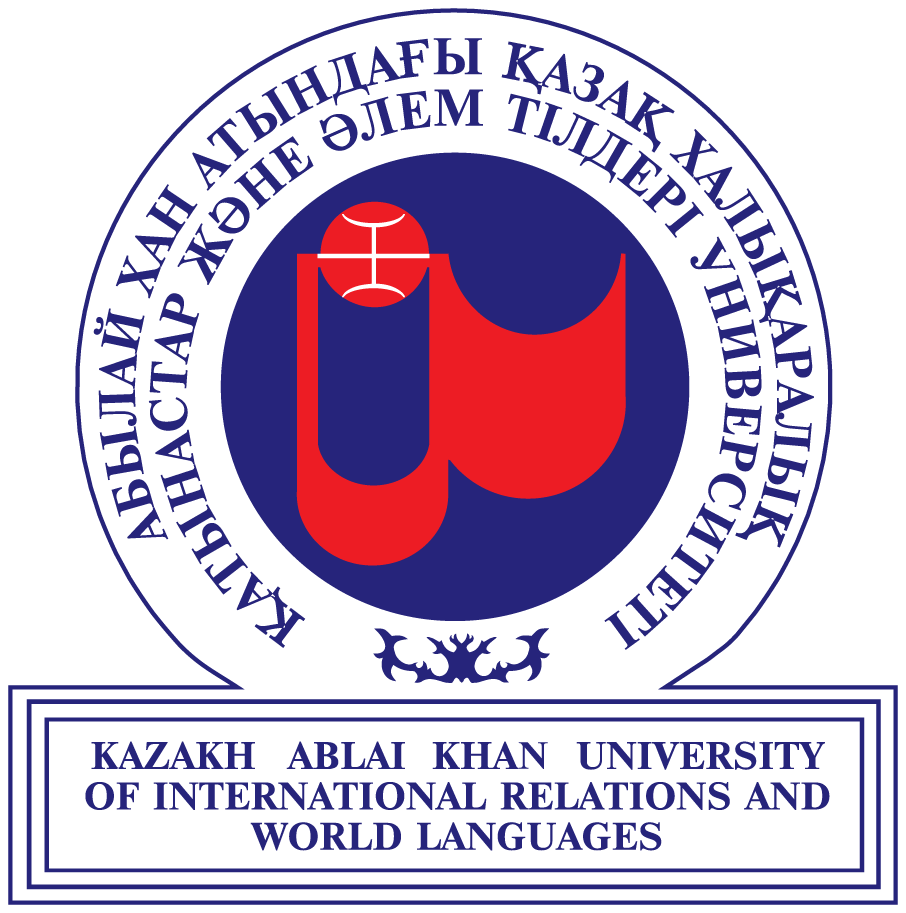 АБЫЛАЙ ХАН АТЫНДАҒЫ ҚАЗАҚ ХАЛЫҚАРАЛЫҚ
ҚАТЫНАСТАР ЖӘНЕ ӘЛЕМ ТІЛДЕРІ УНИВЕРСИТЕТІ
KAZAKH ABLAI KHAN UNIVERSITY
OF INTERNATIONAL RELATIONS AND
WORLD LANGUAGES